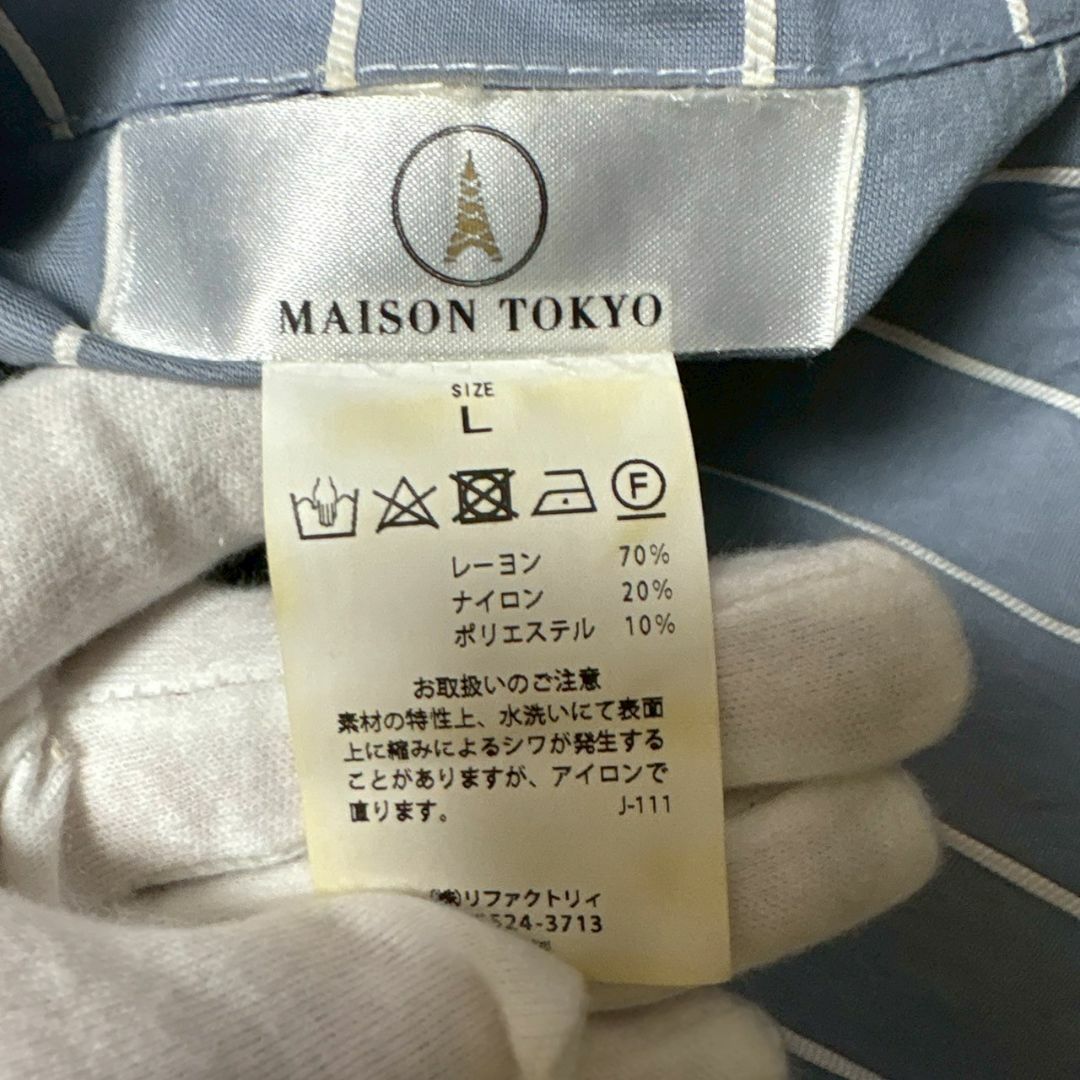 MAISON TOKYO
SIZE
L
F
レーヨン 70%
ナイロン 20%
ポリエステル 10%
お取扱いのご注意
素材の特性上、水洗いにて表面
上に縮みによるシワが発生する
ことがありますが、アイロンで
直ります。 J-111
㈱リファクトリィ
524-3713